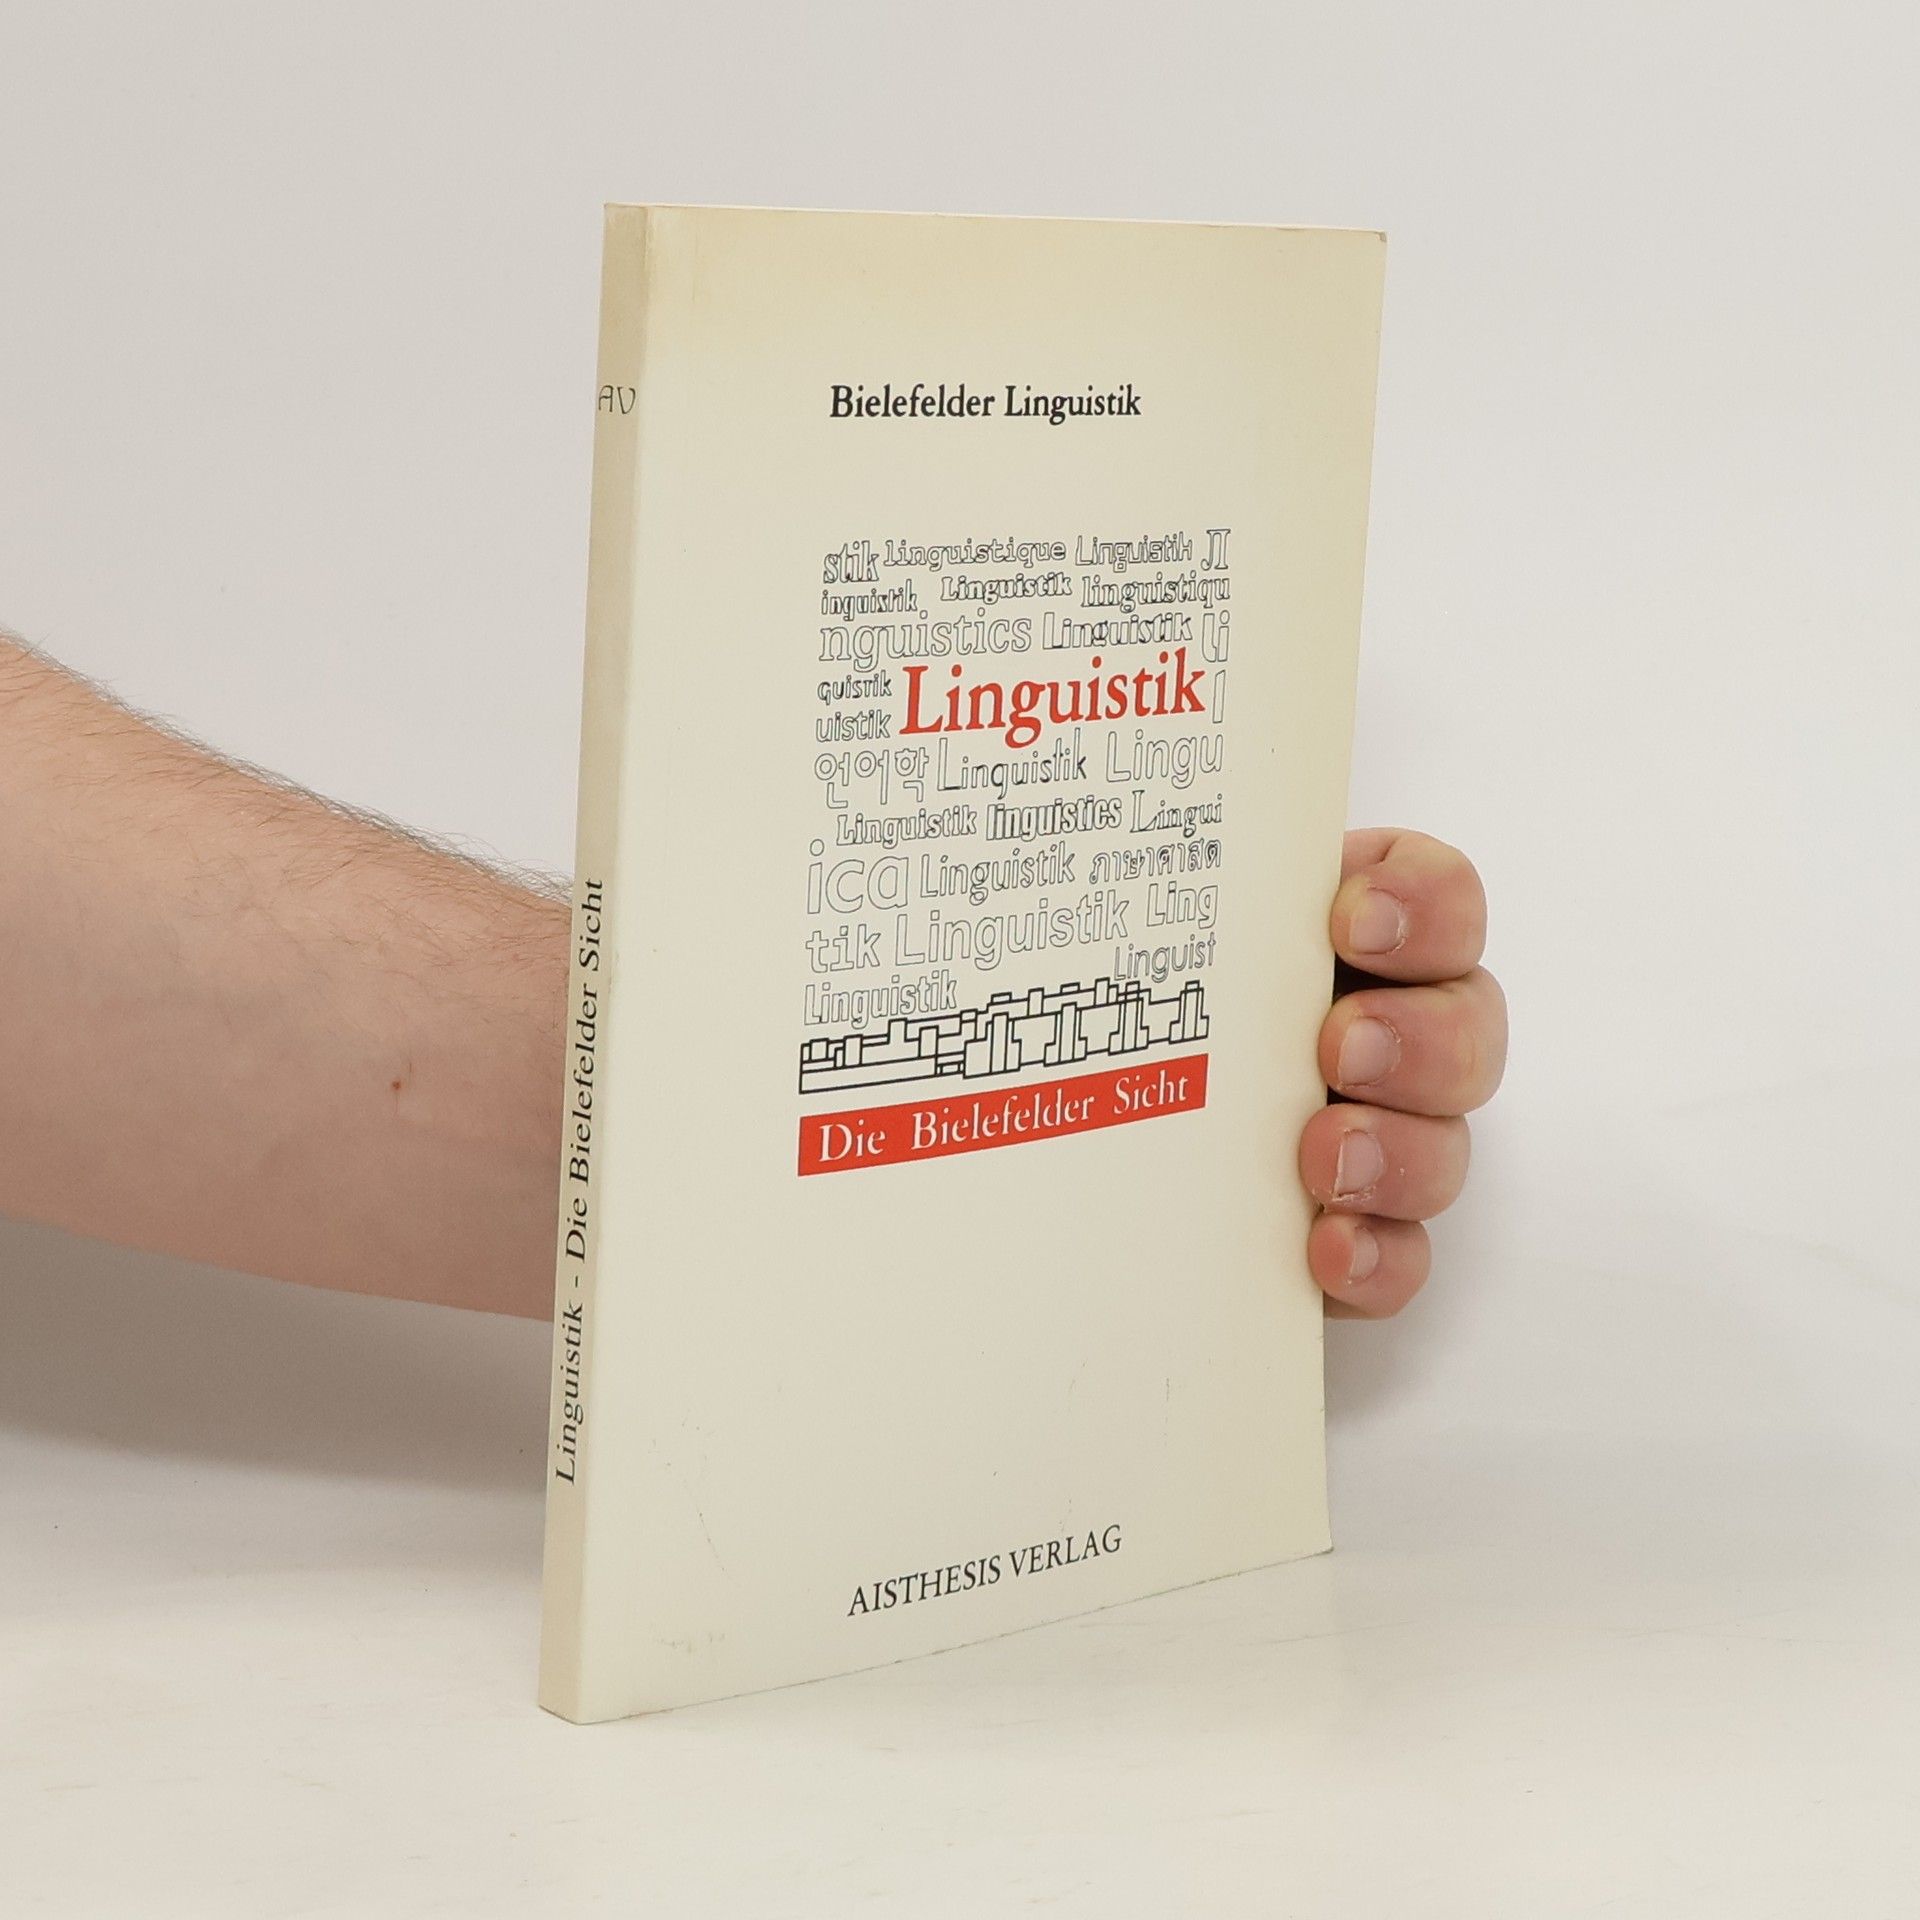 AV
Linguistik - Die Bielefelder Sicht
Bielefelder Linguistik
stik linguistique Linguistik Л
inguistik Linguistik linguistiqu
nguistics Linguistik li
guistik Linguistik l
uistik
언어학 Linguistik Lingu
Linguistik linguistics Lingui
ica Linguistik ภาษาศาสต
tik Linguistik Ling
Linguistik Linguist
Die Bielefelder Sicht
AISTHESIS VERLAG